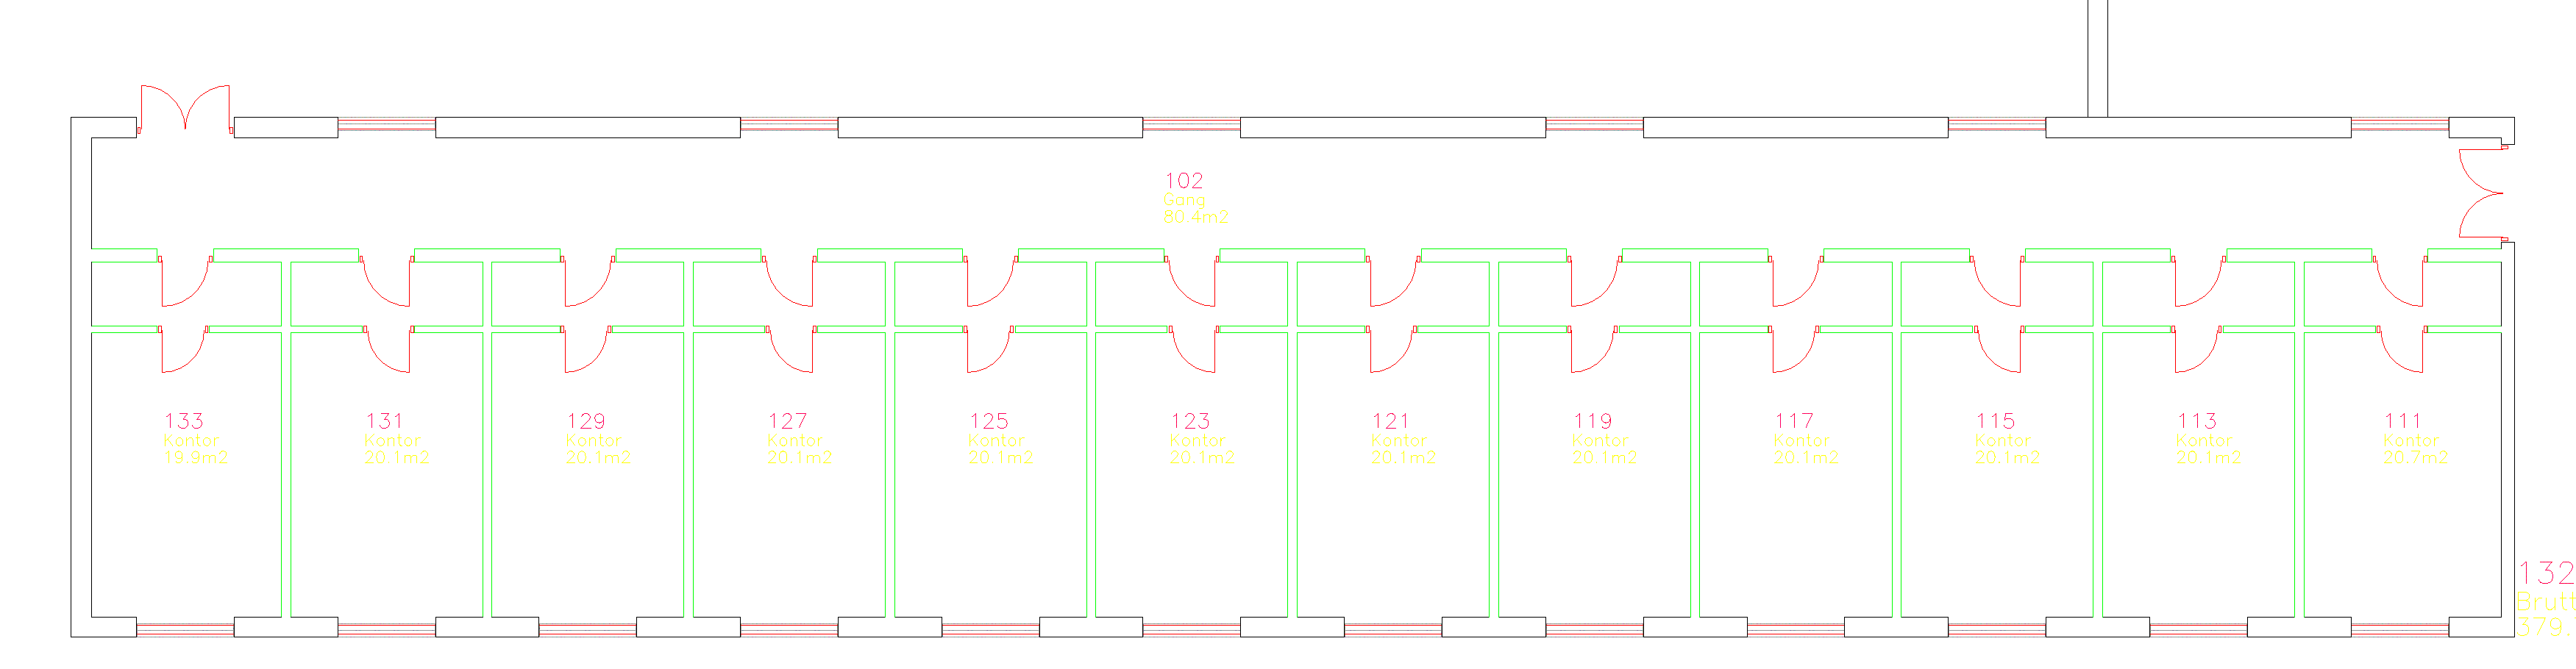 102
Gang
80.4m2
133
Kontor
19.9m2
131
Kontor
20.1m2
129
Kontor
20.1m2
127
Kontor
20.1m2
125
Kontor
20.1m2
123
Kontor
20.1m2
121
Kontor
20.1m2
119
Kontor
20.1m2
117
Kontor
20.1m2
115
Kontor
20.1m2
113
Kontor
20.1m2
111
Kontor
20.7m2
132
379.